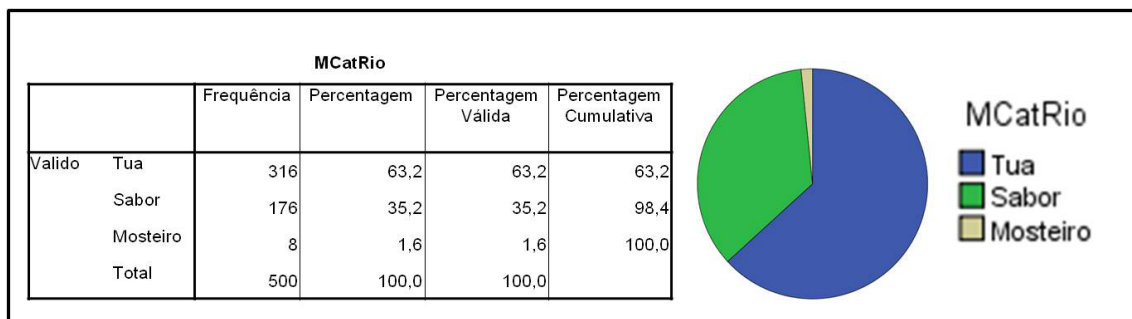 MCatRio
Frequência Percentagem Percentagem Válida Percentagem Cumulativa
Valido Tua 316 63,2 63,2 63,2
Sabor 176 35,2 35,2 98,4
Mosteiro 8 1,6 1,6 100,0
Total 500 100,0 100,0
MCatRio
Tua
Sabor
Mosteiro